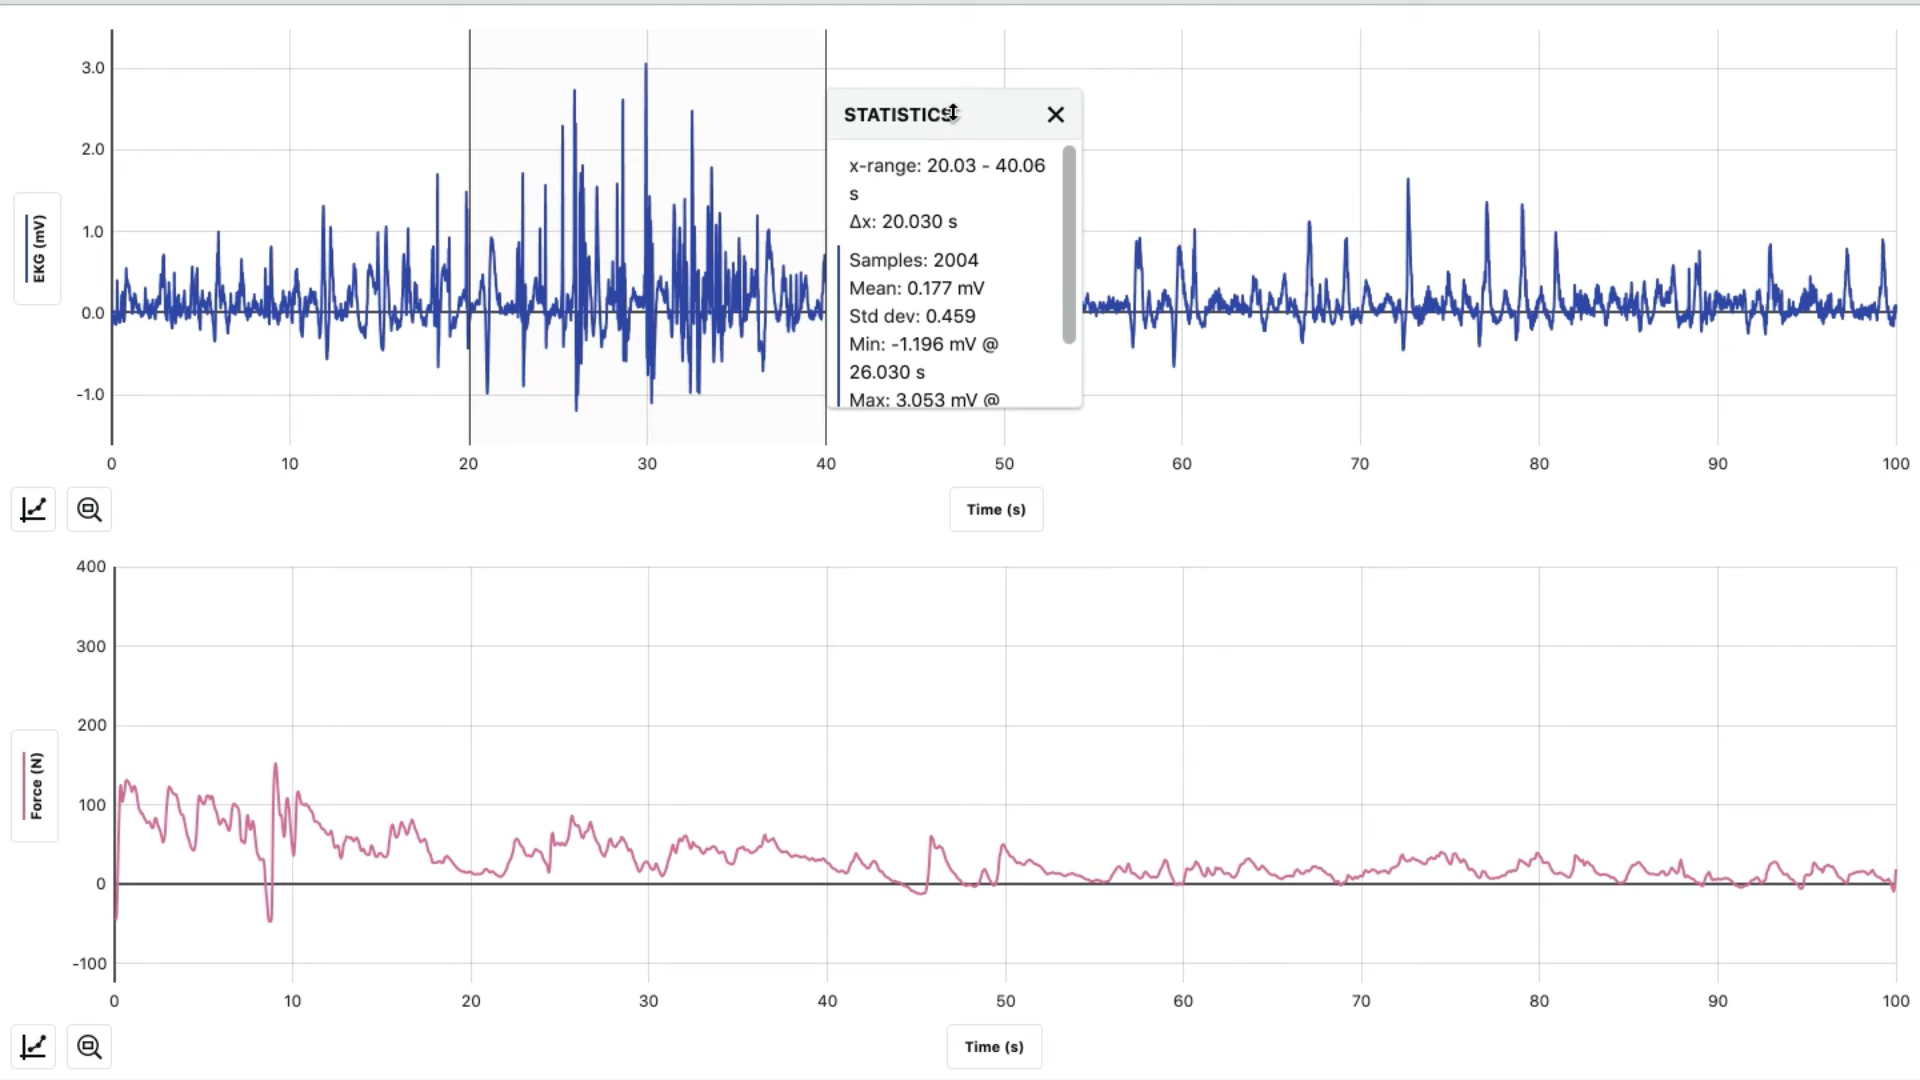 3.0
2.0
1.0
0.0
-1.0
EKG (mV)
STATISTICS
x-range: 20.03 - 40.06
s
Δx: 20.030 s
Samples: 2004
Mean: 0.177 mV
Std dev: 0.459
Min: -1.196 mV @
26.030 s
Max: 3.053 mV @
0 10 20 30 40 50 60 70 80 90 100
Time (s)
400
300
200
100
0
-100
Force (N)
0 10 20 30 40 50 60 70 80 90 100
Time (s)